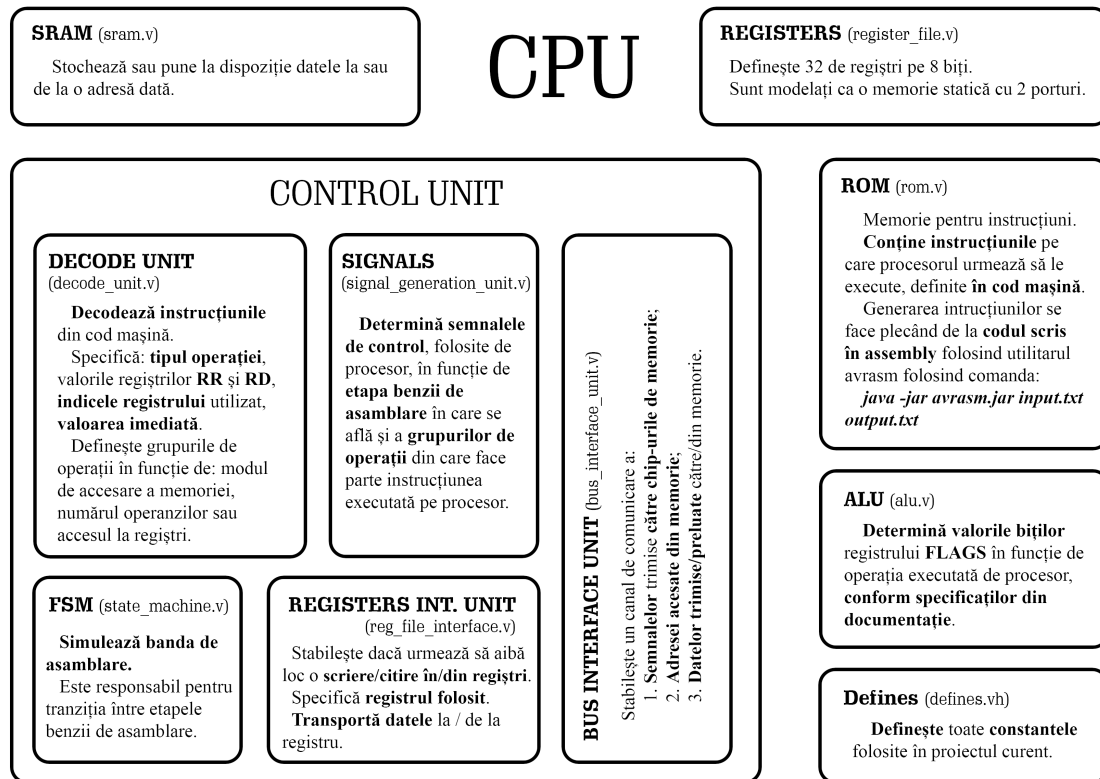 SRAM (sram.v)
Stochează sau pune la dispoziție datele la sau
de la o adresă dată.
CPU
REGISTERS (register_file.v)
Definește 32 de regiștri pe 8 biți.
Sunt modelați ca o memorie statică cu 2 porturi.
CONTROL UNIT
DECODE UNIT
(decode_unit.v)
Decodează instrucțiunile
din cod mașină.
Specifică: tipul operației,
valorile regiștrilor RR și RD,
indicele registrului utilizat,
valoarea imediată.
Definește grupurile de
operații în funcție de: modul
de accesare a memoriei,
numărul operanzilor sau
accesul la regiștri.
SIGNALS
(signal_generation_unit.v)
Determină semnalele
de control, folosite de
procesor, în funcție de
etapa benzii de
asamblare în care se
află și a grupurilor de
operații din care face
parte instrucțiunea
executată pe procesor.
BUS INTERFACE UNIT (bus_interface_unit.v)
Stabilește un canal de comunicare a:
1. Semnalelor trimise către chip-urile de memorie;
2. Adresei acesate din memorie;
3. Datelor trimise/preluate către/din memorie.
FSM (state_machine.v)
Simulează banda de
asamblare.
Este responsabil pentru
tranziția între etapele
benzii de asamblare.
REGISTERS INT. UNIT
(reg_file_interface.v)
Stabilește dacă urmează să aibă
loc o scriere/citire în/din regiștri.
Specifică registrul folosit.
Transportă datele la / de la
registru.
ROM (rom.v)
Memorie pentru instrucțiuni.
Conține instrucțiunile pe
care procesorul urmează să le
execute, definite în cod mașină.
Generarea intrucțiunilor se
face plecând de la codul scris
în assembly folosind utilitarul
avrasm folosind comanda:
java -jar avrasm.jar input.txt
output.txt
ALU (alu.v)
Determină valorile biților
registrului FLAGS în funcție de
operația executată de procesor,
conform specificațiilor din
documentație.
Defines (defines.vh)
Definește toate constantele
folosite în proiectul curent.